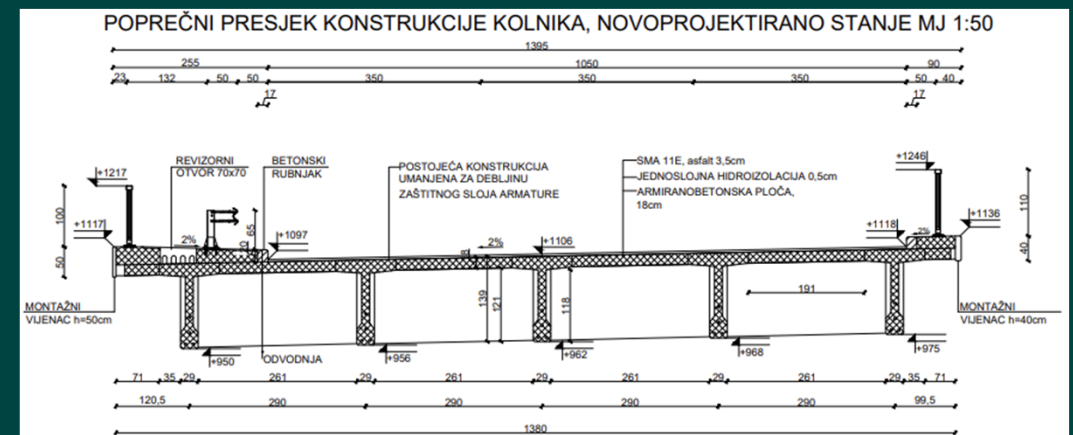 POPREČNI PRESJEK KONSTRUKCIJE KOLNIKA, NOVOPROJEKTIRANO STANJE MJ 1:50
1395
255 1050 90
23 132 50 50 350 350 350 50 40
17 17
REVIZORNI
OTVOR 70x70
BETONSKI
RUBNJAK
POSTOJEĆA KONSTRUKCIJA
UMANJENA ZA DEBLJINU
ZAŠTITNOG SLOJA ARMATURE
SMA 11E, asfalt 3,5cm
JEDNOSLOJNA HIDROIZOLACIJA 0,5cm
ARMIRANOBETONSKA PLOČA,
18cm
+1217 +1246
100 +1117 65 20 +1097 110 +1136 +1118
2% 2% +1106 2%
50 40
139 121 118 191
MONTAŽNI
VIJENAC h=50cm
MONTAŽNI
VIJENAC h=40cm
+950 ODVODNJA +956 +962 +968 +975
71 35 29 261 29 261 29 261 29 261 29 35 71
120,5 290 290 290 290 99,5
1380